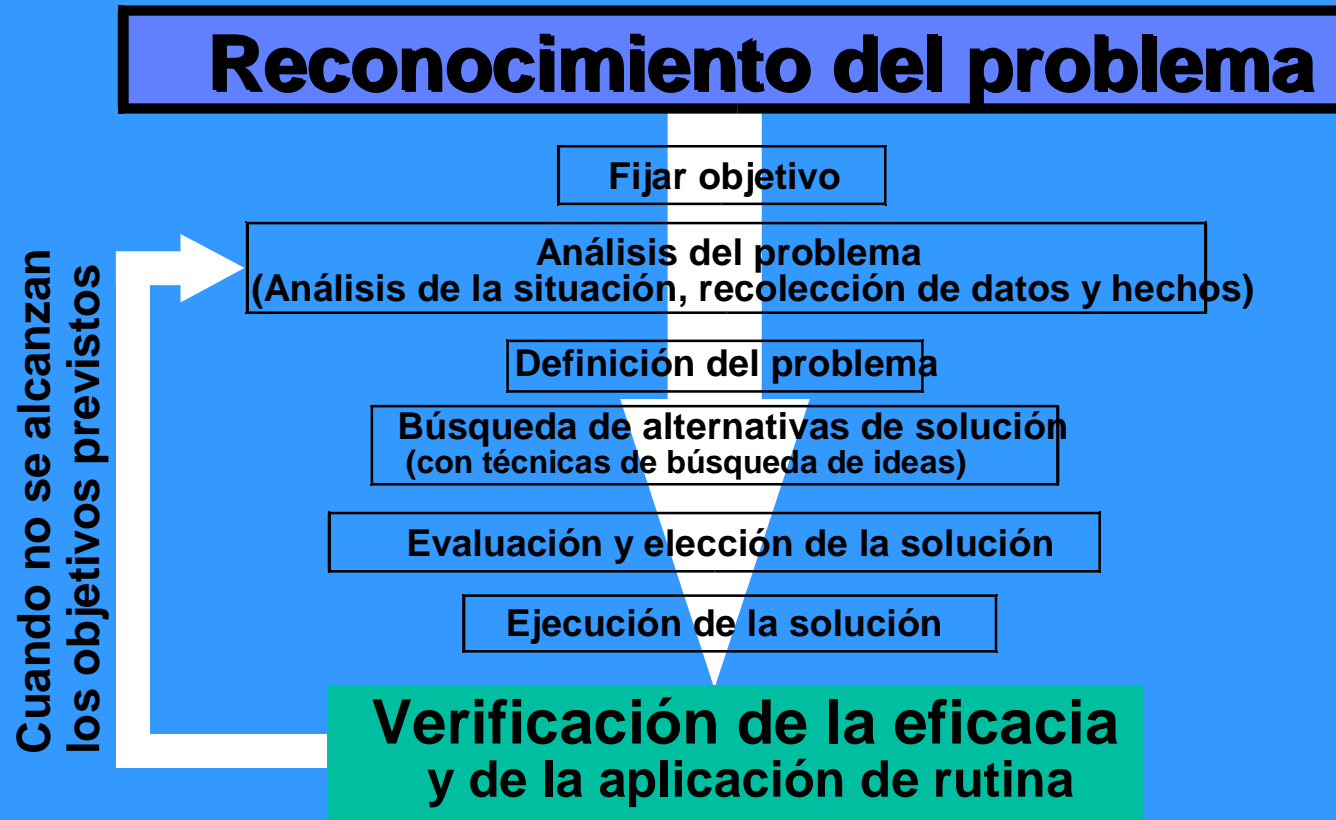 Reconocimiento del problema
Fijar objetivo
Análisis del problema
(Análisis de la situación, recolección de datos y hechos)
Definición del problema
Búsqueda de alternativas de solución
(con técnicas de búsqueda de ideas)
Evaluación y elección de la solución
Ejecución de la solución
Verificación de la eficacia
y de la aplicación de rutina
Cuando no se alcanzan
los objetivos previstos